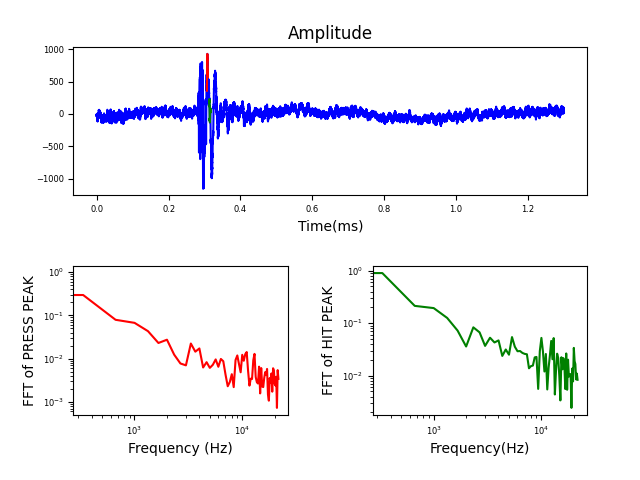 Amplitude
1000
500
0
−500
−1000
0.0 0.2 0.4 0.6 0.8 1.0 1.2
Time(ms)
FFT of PRESS PEAK
10⁰
10⁻¹
10⁻²
10⁻³
10³ 10⁴
Frequency (Hz)
FFT of HIT PEAK
10⁰
10⁻¹
10⁻²
10³ 10⁴
Frequency(Hz)